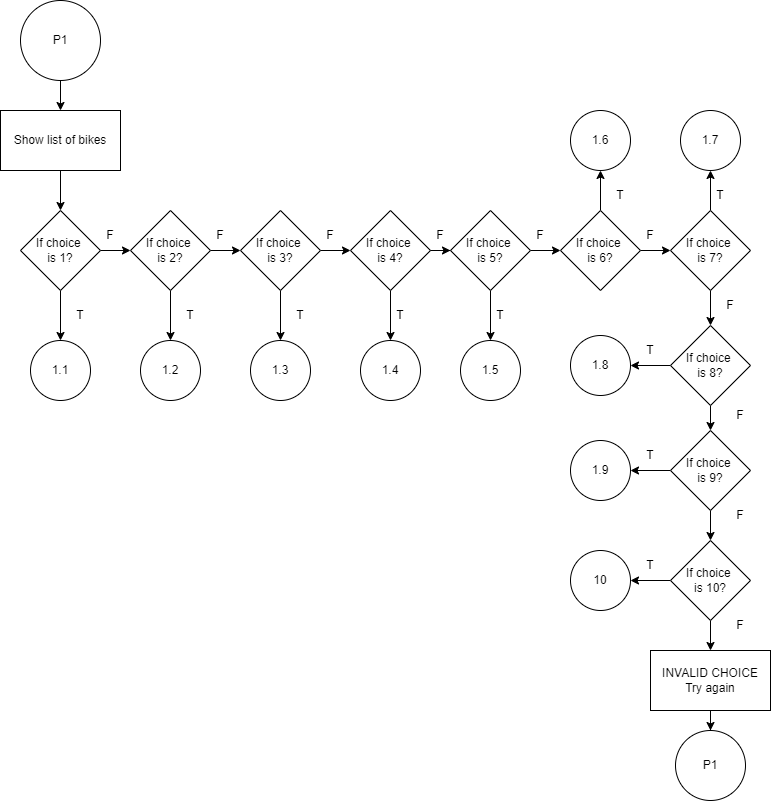 P1
Show list of bikes
If choice
is 1?
F
If choice
is 2?
F
If choice
is 3?
F
If choice
is 4?
F
If choice
is 5?
F
If choice
is 6?
F
If choice
is 7?
T
1.1
T
1.2
T
1.3
T
1.4
T
1.5
T
1.6
T
1.7
F
If choice
is 8?
T
1.8
F
If choice
is 9?
T
1.9
F
If choice
is 10?
T
10
F
INVALID CHOICE
Try again
P1